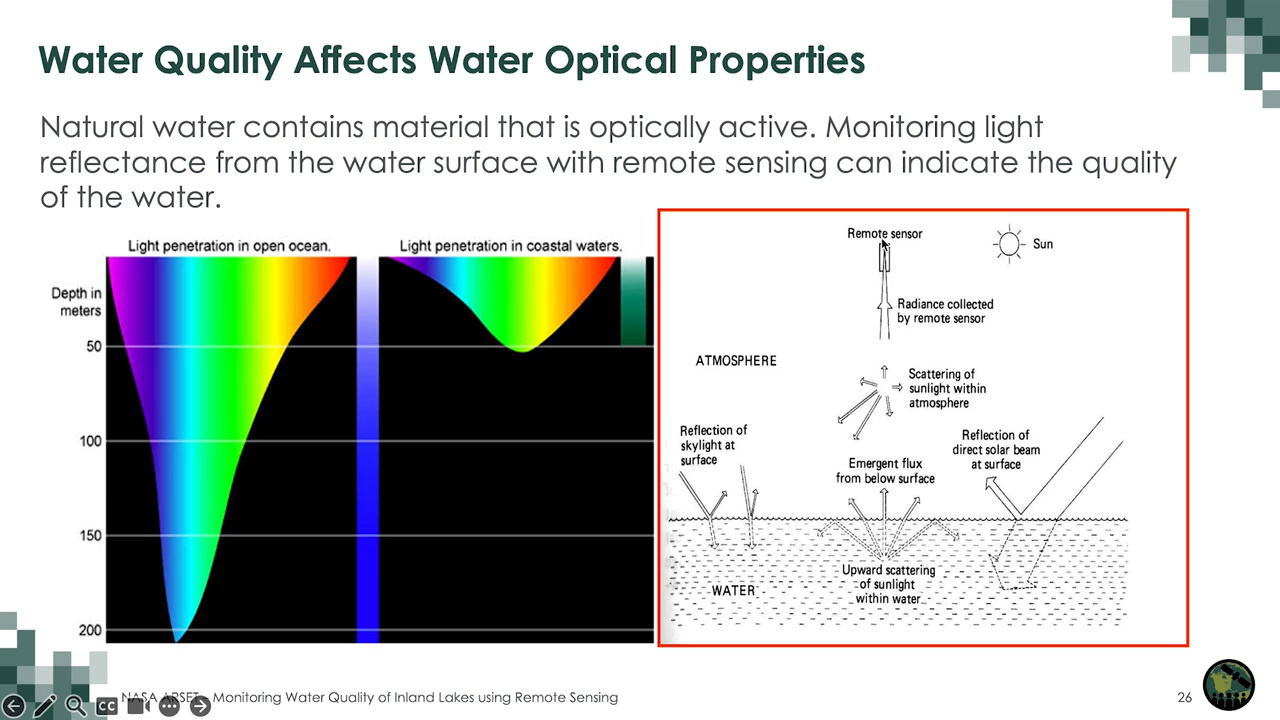 Water Quality Affects Water Optical Properties
Natural water contains material that is optically active. Monitoring light
reflectance from the water surface with remote sensing can indicate the quality
of the water.
Light penetration in open ocean.
Light penetration in coastal waters.
Depth in
meters
50
100
150
200
Remote sensor
Sun
Radiance collected
by remote sensor
ATMOSPHERE
Scattering of
sunlight within
atmosphere
Reflection of
skylight at
surface
Emergent flux
from below surface
Reflection of
direct solar beam
at surface
WATER
Upward scattering
of sunlight
within water
NASA ARSET – Monitoring Water Quality of Inland Lakes using Remote Sensing
26
CC